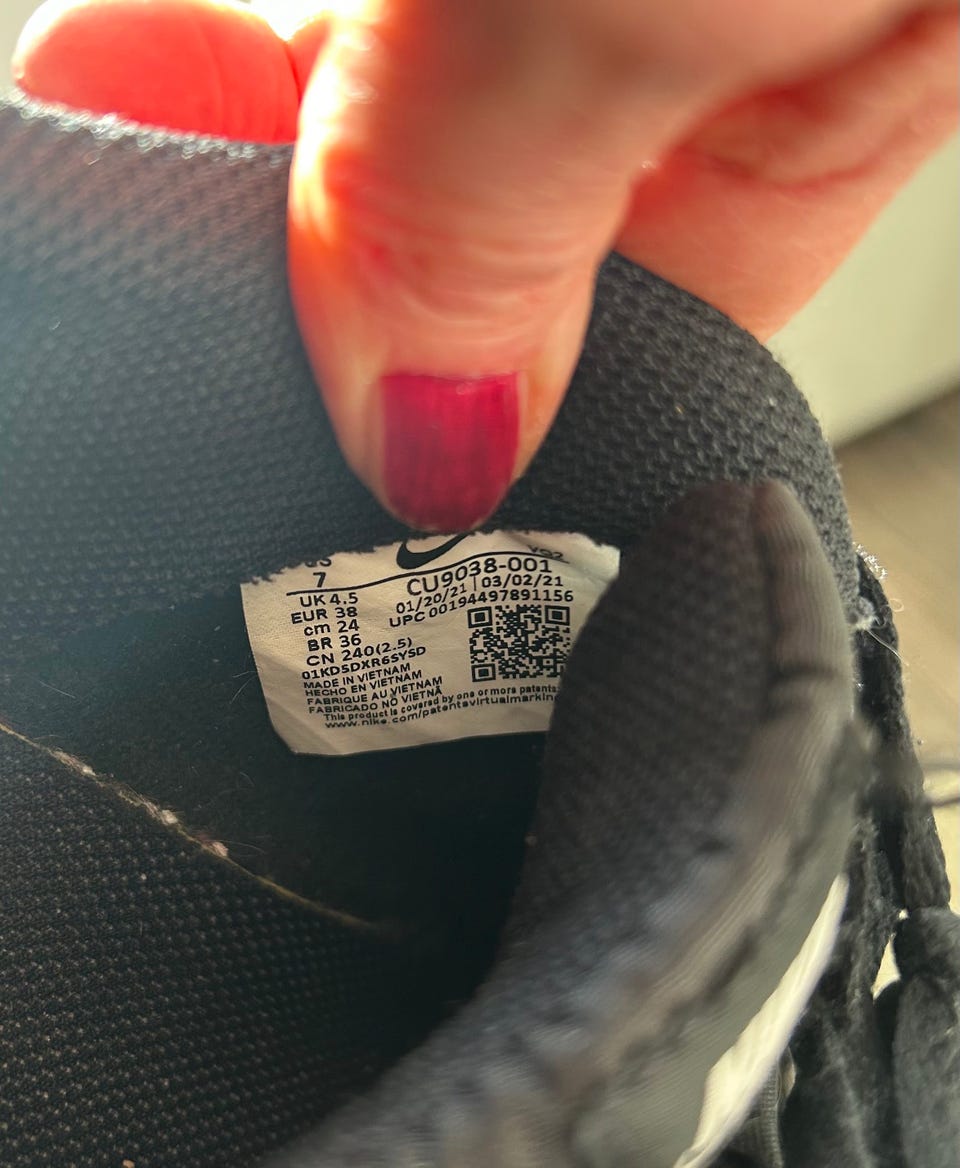 7
UK 4.5
EUR 38
cm 24
BR 36
CN 240(2.5)
01KD5DXR6SYSD
MADE IN VIETNAM
HECHO EN VIETNAM
FABRIQUE AU VIETNAM
FABRICADO NO VIETNÃ
This product is covered by one or more patents
www.nike.com/patentsvirtualmarkin
CU9038-001
01/20/21 | 03/02/21
UPC 00194497891156